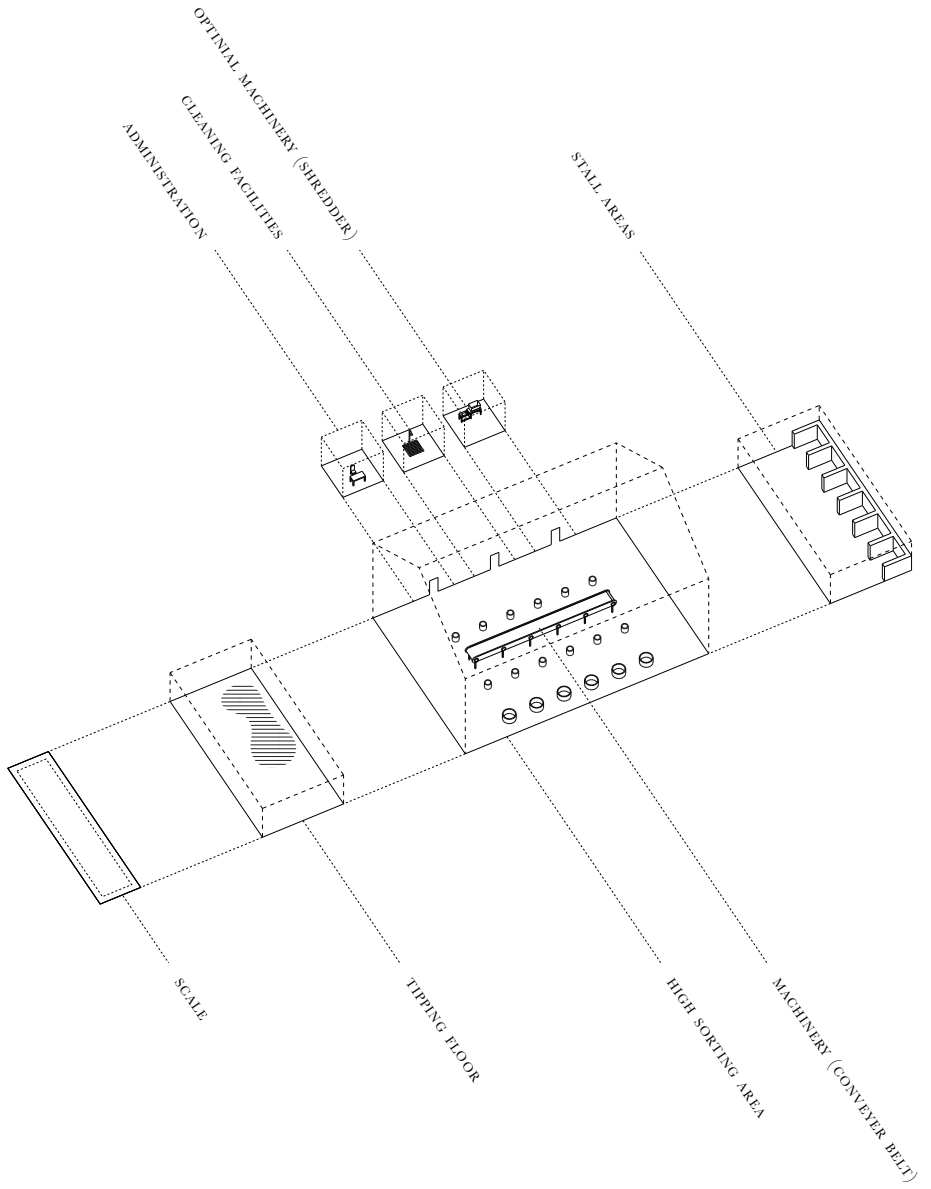 OPTINIAL MACHINERY (SHREDDER)
CLEANING FACILITIES
ADMINISTRATION
STALL AREAS
SCALE
TIPPING FLOOR
HIGH SORTING AREA
MACHINERY (CONVEYER BELT)